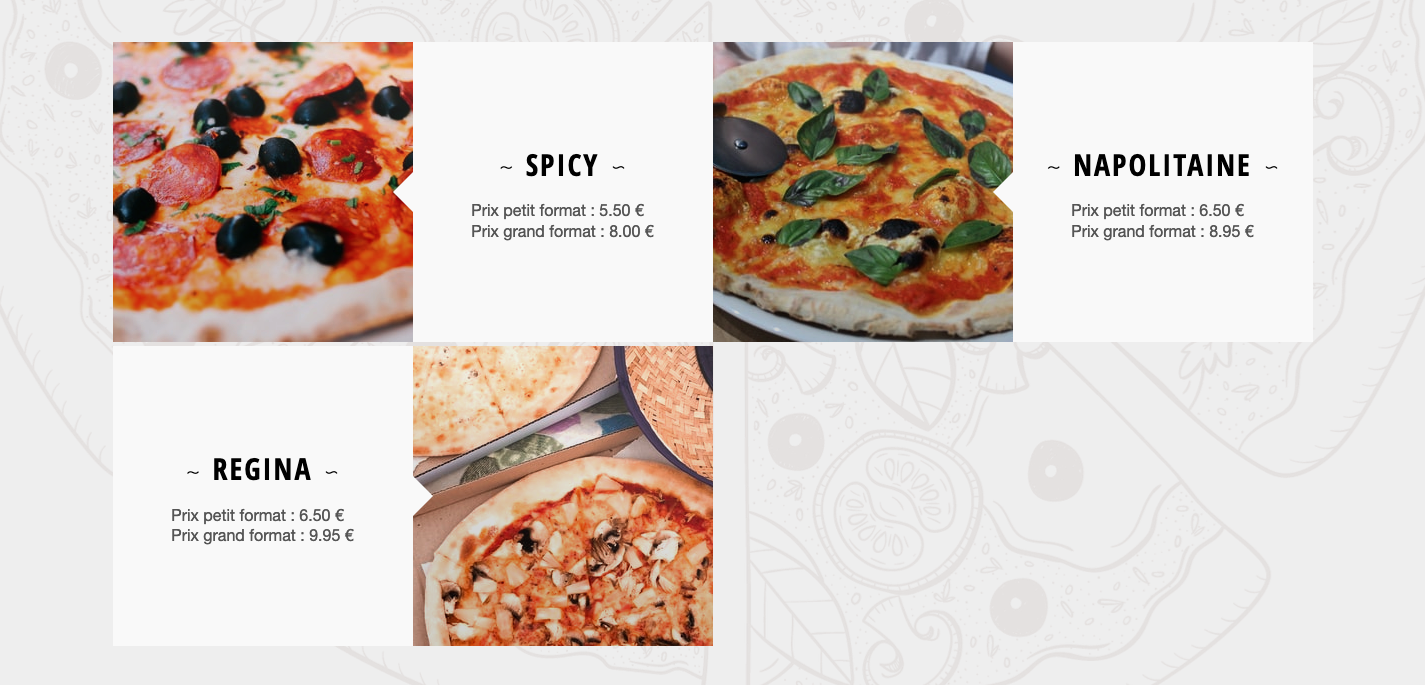 ~ SPICY ~
Prix petit format : 5.50 €
Prix grand format : 8.00 €
~ NAPOLITAINE ~
Prix petit format : 6.50 €
Prix grand format : 8.95 €
~ REGINA ~
Prix petit format : 6.50 €
Prix grand format : 9.95 €